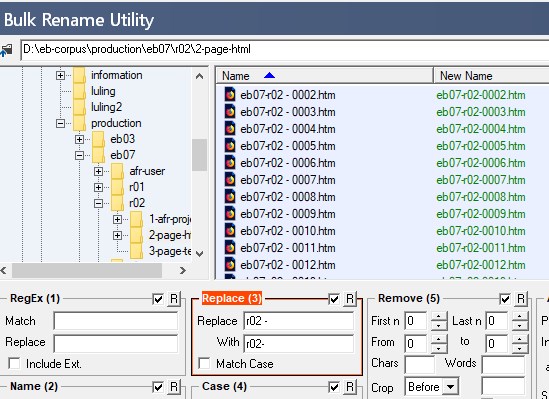 Bulk Rename Utility
D:\eb-corpus\production\eb07\r02\2-page-html
information
luling
luling2
production
eb03
eb07
afr-user
r01
r02
1-afr-proj
2-page-h
3-page-te
Name New Name
eb07-r02 - 0002.htm eb07-r02-0002.htm
eb07-r02 - 0003.htm eb07-r02-0003.htm
eb07-r02 - 0004.htm eb07-r02-0004.htm
eb07-r02 - 0005.htm eb07-r02-0005.htm
eb07-r02 - 0006.htm eb07-r02-0006.htm
eb07-r02 - 0007.htm eb07-r02-0007.htm
eb07-r02 - 0008.htm eb07-r02-0008.htm
eb07-r02 - 0009.htm eb07-r02-0009.htm
eb07-r02 - 0010.htm eb07-r02-0010.htm
eb07-r02 - 0011.htm eb07-r02-0011.htm
eb07-r02 - 0012.htm eb07-r02-0012.htm
RegEx (1) R
Match
Replace
Include Ext.
Replace (3) R
Replace r02 -
With r02-
Match Case
Remove (5) R
First n 0 Last n 0
From 0 to 0
Chars Words
Crop Before
Name (2) R
Case (4) R